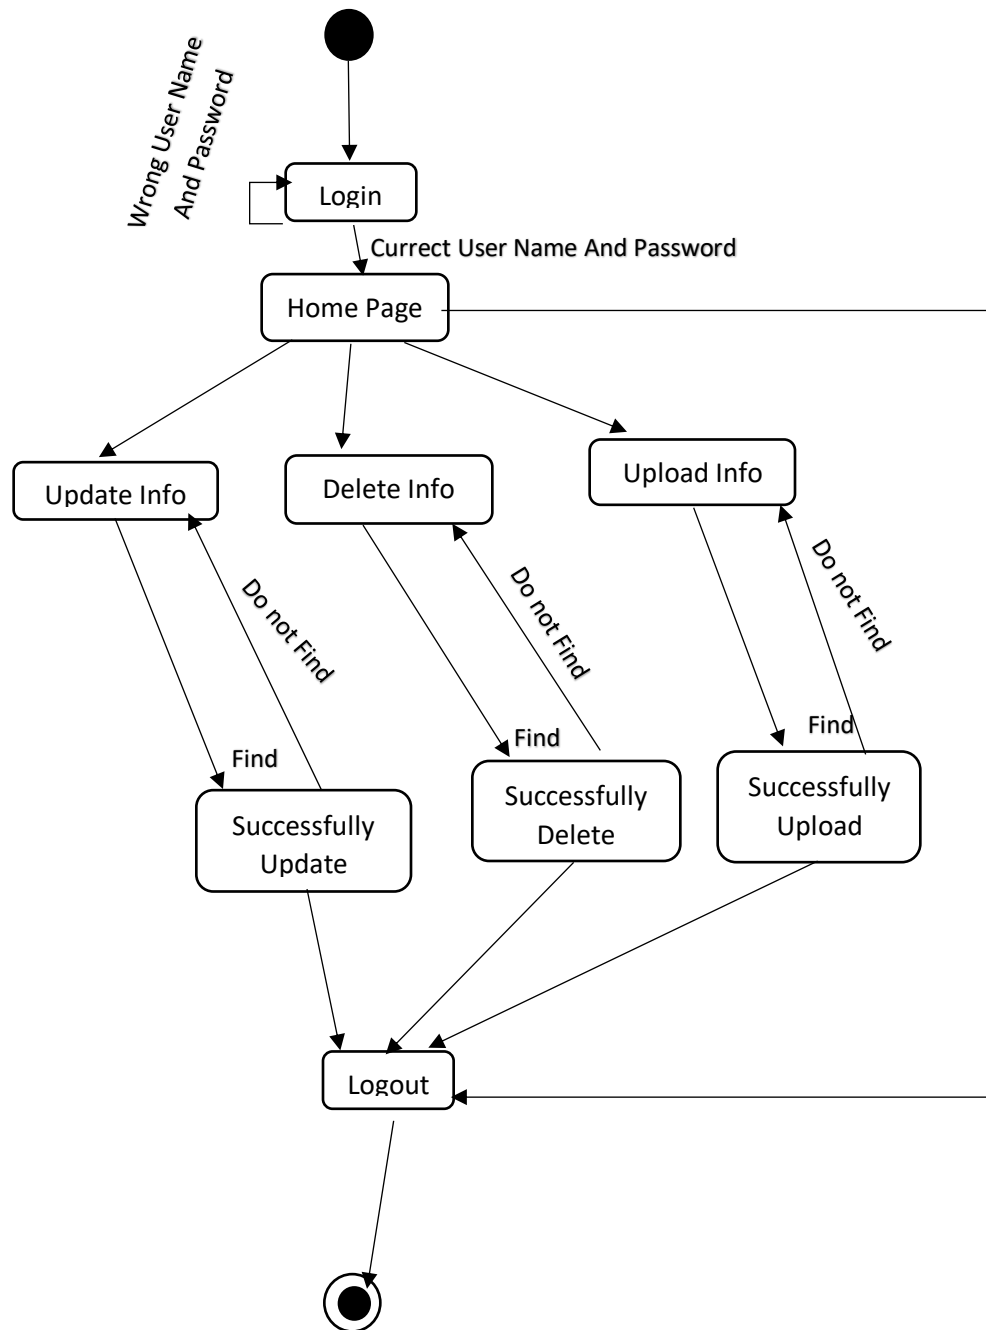 Wrong User Name
And Password
Login
Currect User Name And Password
Home Page
Update Info
Delete Info
Upload Info
Do not Find
Do not Find
Do not Find
Find
Find
Find
Successfully
Update
Successfully
Delete
Successfully
Upload
Logout